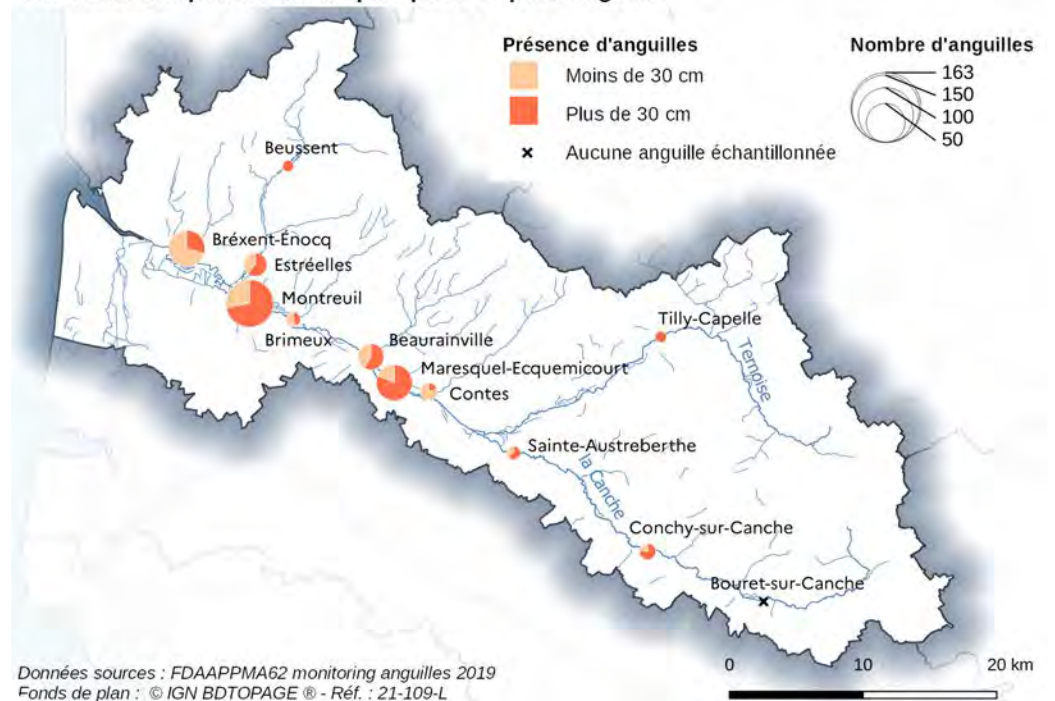 Présence d'anguilles
Moins de 30 cm
Plus de 30 cm
Aucune anguille échantillonnée
Nombre d'anguilles
163
150
100
50
Beussent
Bréxent-Énocq
Estréelles
Montreuil
Brimeux
Beaurainville
Maresquel-Ecquemicourt
Contes
Tilly-Capelle
Ternoise
Sainte-Austreberthe
la Canche
Conchy-sur-Canche
Bouret-sur-Canche
0 10 20 km
Données sources : FDAAPPMA62 monitoring anguilles 2019
Fonds de plan : © IGN BDTOPAGE ® - Réf. : 21-109-L